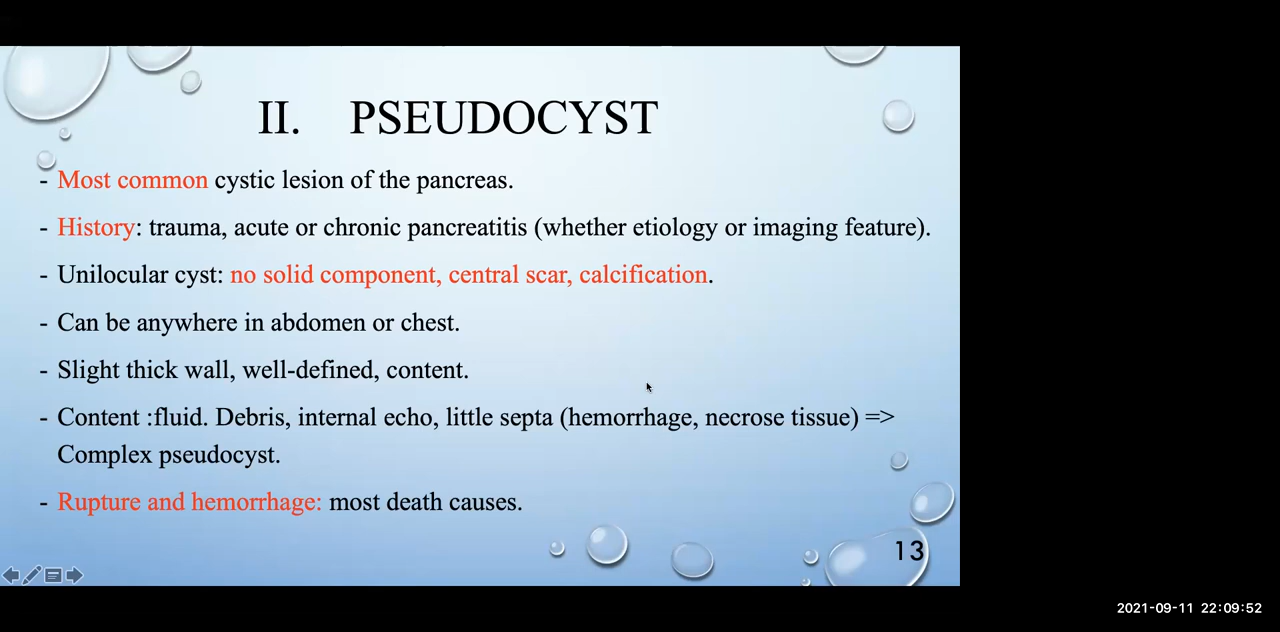 II. PSEUDOCYST
- Most common cystic lesion of the pancreas.
- History: trauma, acute or chronic pancreatitis (whether etiology or imaging feature).
- Unilocular cyst: no solid component, central scar, calcification.
- Can be anywhere in abdomen or chest.
- Slight thick wall, well-defined, content.
- Content :fluid. Debris, internal echo, little septa (hemorrhage, necrose tissue) =>
Complex pseudocyst.
- Rupture and hemorrhage: most death causes.
13
2021-09-11 22:09:52